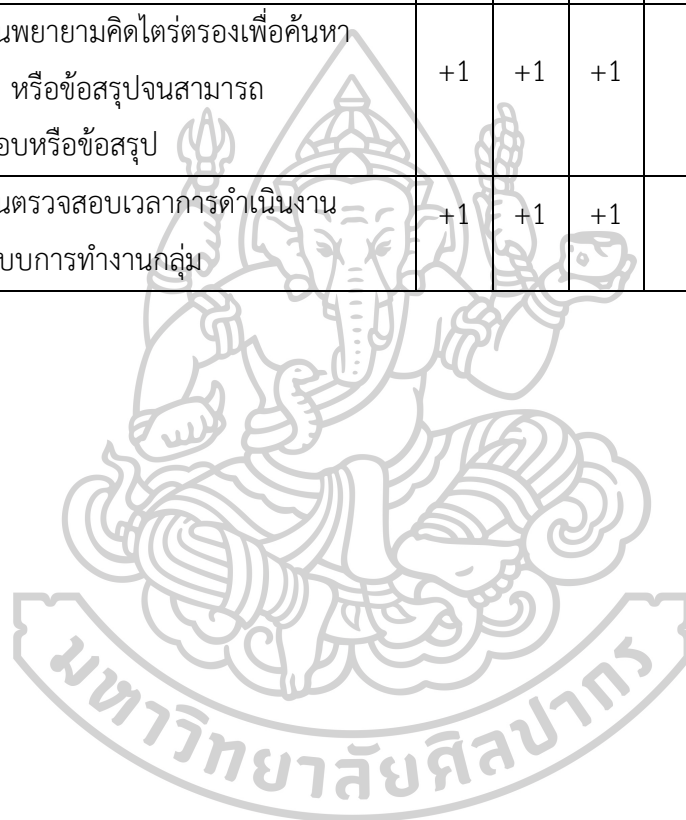 นพยายามคิดไตร่ตรองเพื่อค้นหา
หรือข้อสรุปจนสามารถ
+1 +1 +1
อบหรือข้อสรุป
นตรวจสอบเวลาการดำเนินงาน
+1 +1 +1
บบการทำงานกลุ่ม
มหาวิทยาลัยศิลปากร